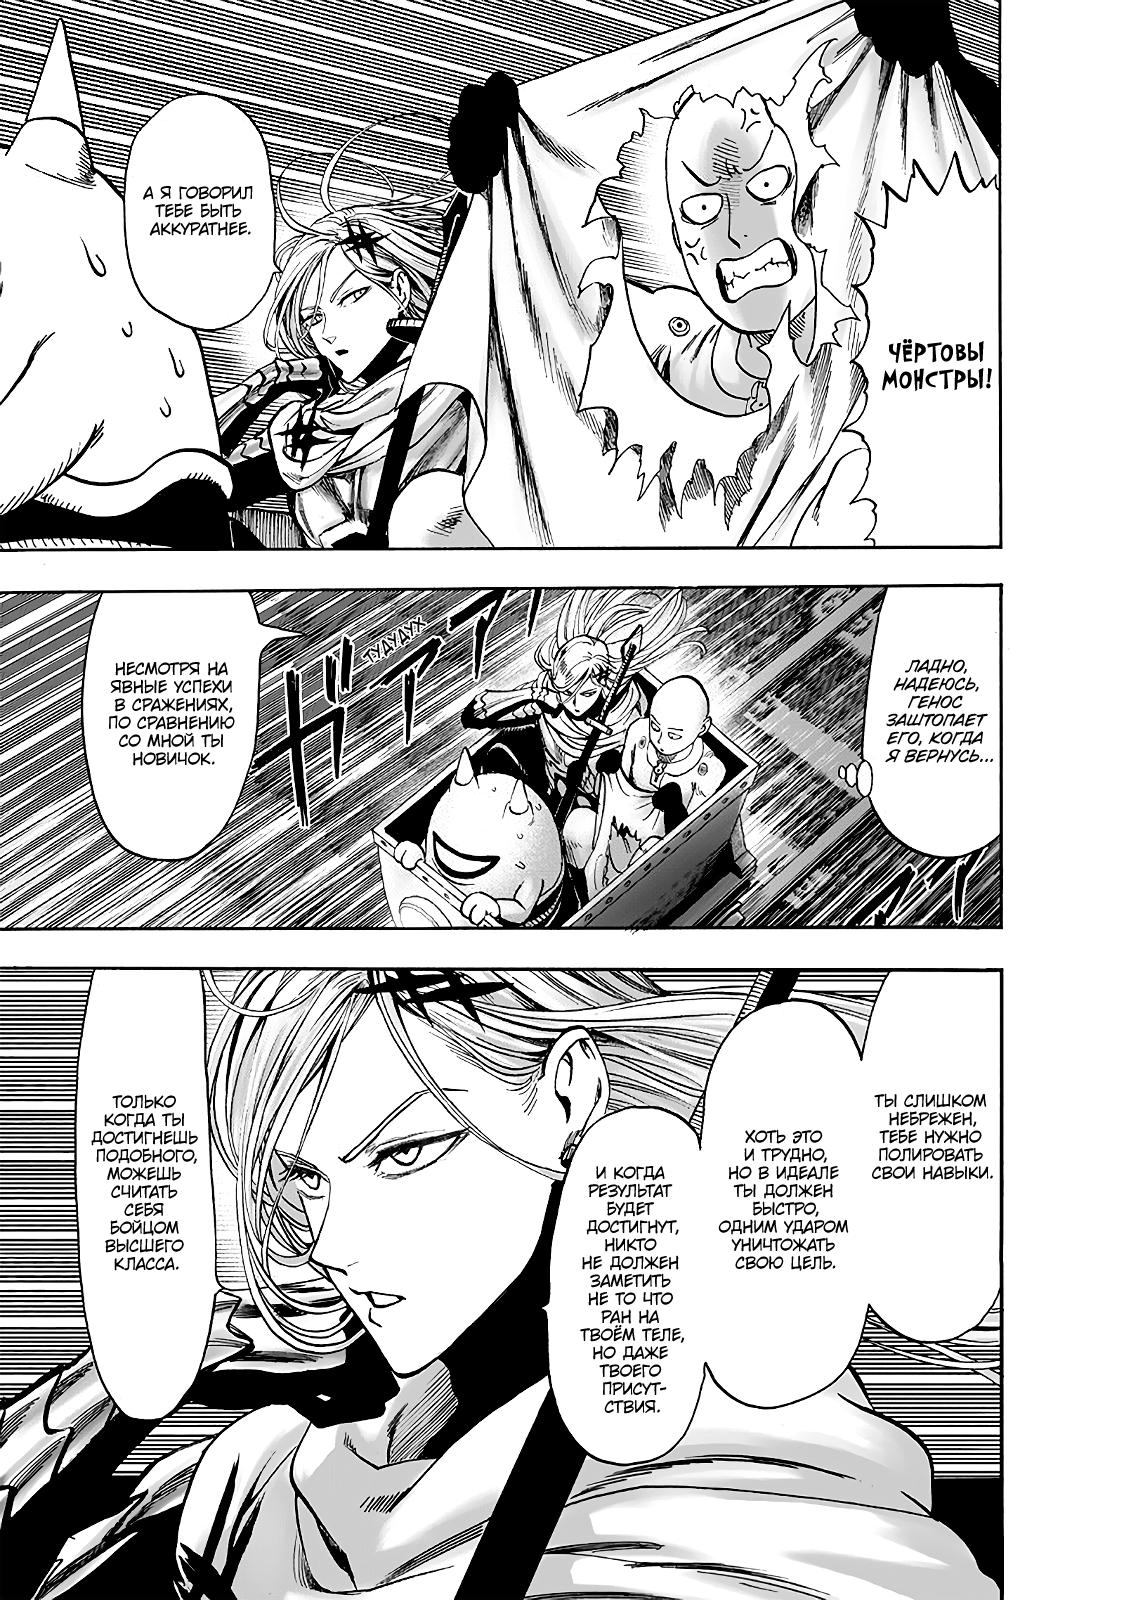 ЧЁРТОВЫ
МОНСТРЫ!
А Я ГОВОРИЛ
ТЕБЕ БЫТЬ
АККУРАТНЕЕ.
ЛАДНО,
НАДЕЮСЬ,
ГЕНОС
ЗАШТОПАЕТ
ЕГО, КОГДА
Я ВЕРНУСЬ...
ТУДУДУХ
ドドド
НЕСМОТРЯ НА
ЯВНЫЕ УСПЕХИ
В СРАЖЕНИЯХ,
ПО СРАВНЕНИЮ
СО МНОЙ ТЫ
НОВИЧОК.
ТЫ СЛИШКОМ
НЕБРЕЖЕН,
ТЕБЕ НУЖНО
ПОЛИРОВАТЬ
СВОИ НАВЫКИ.
ХОТЬ ЭТО
И ТРУДНО,
НО В ИДЕАЛЕ
ТЫ ДОЛЖЕН
БЫСТРО,
ОДНИМ УДАРОМ
УНИЧТОЖАТЬ
СВОЮ ЦЕЛЬ.
И КОГДА
РЕЗУЛЬТАТ
БУДЕТ
ДОСТИГНУТ,
НИКТО
НЕ ДОЛЖЕН
ЗАМЕТИТЬ
НЕ ТО ЧТО
РАН НА
ТВОЁМ ТЕЛЕ,
НО ДАЖЕ
ТВОЕГО
ПРИСУТ-
СТВИЯ.
ТОЛЬКО
КОГДА ТЫ
ДОСТИГНЕШЬ
ПОДОБНОГО,
МОЖЕШЬ
СЧИТАТЬ
СЕБЯ
БОЙЦОМ
ВЫСШЕГО
КЛАССА.